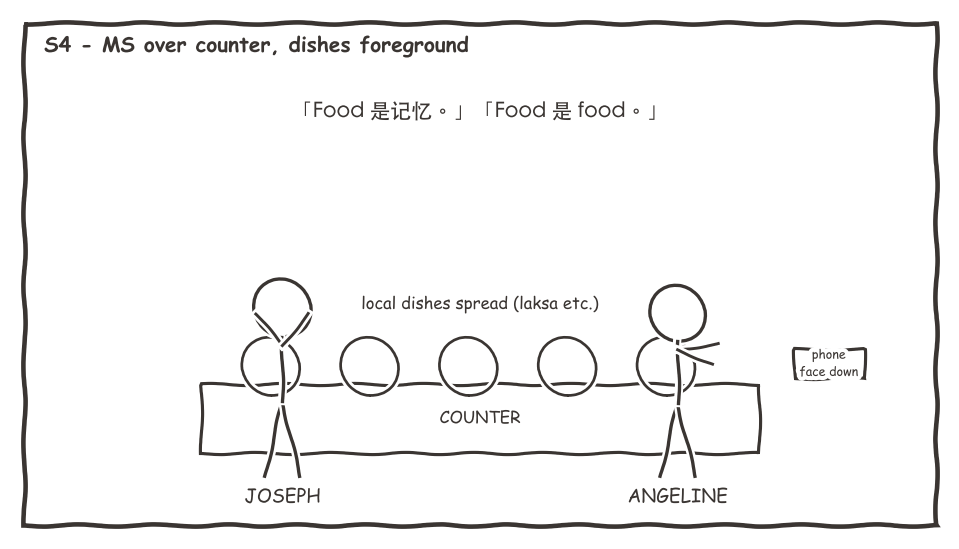 S4 - MS over counter, dishes foreground
「Food 是记忆。」「Food 是 food。」
local dishes spread (laksa etc.)
phone
face down
COUNTER
JOSEPH
ANGELINE